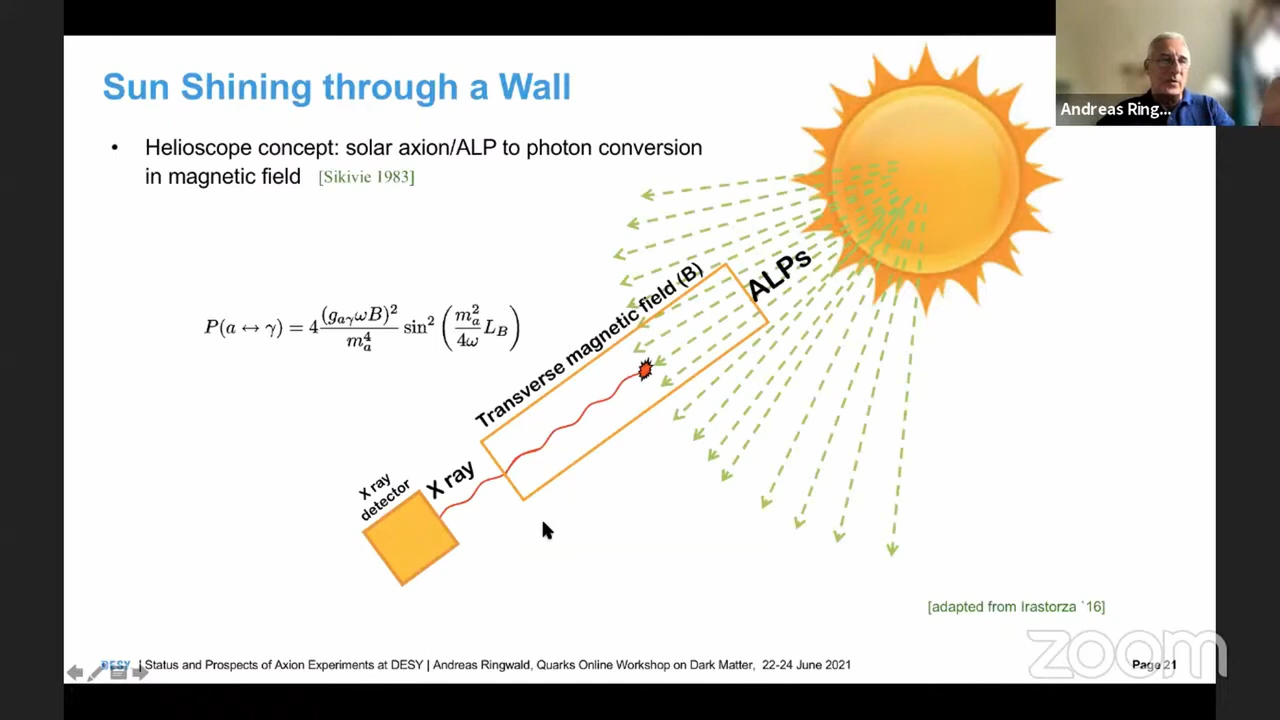 Sun Shining through a Wall
Andreas Ring...
• Helioscope concept: solar axion/ALP to photon conversion
in magnetic field [Sikivie 1983]
P(a ↔ γ) = 4 (g_{aγ}ωB)² / m_a⁴ sin² (m_a² / 4ω L_B)
ALPs
Transverse magnetic field (B)
X ray
X ray
detector
[adapted from Irastorza `16]
zoom
DESY | Status and Prospects of Axion Experiments at DESY | Andreas Ringwald, Quarks Online Workshop on Dark Matter, 22-24 June 2021
Page 21